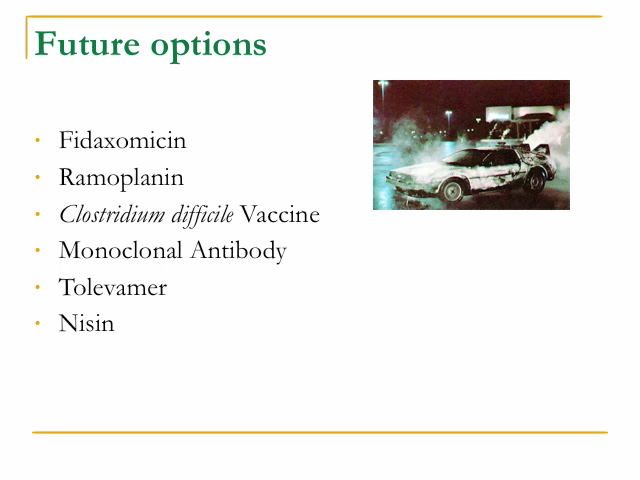 Future options
• Fidaxomicin
• Ramoplanin
• Clostridium difficile Vaccine
• Monoclonal Antibody
• Tolevamer
• Nisin